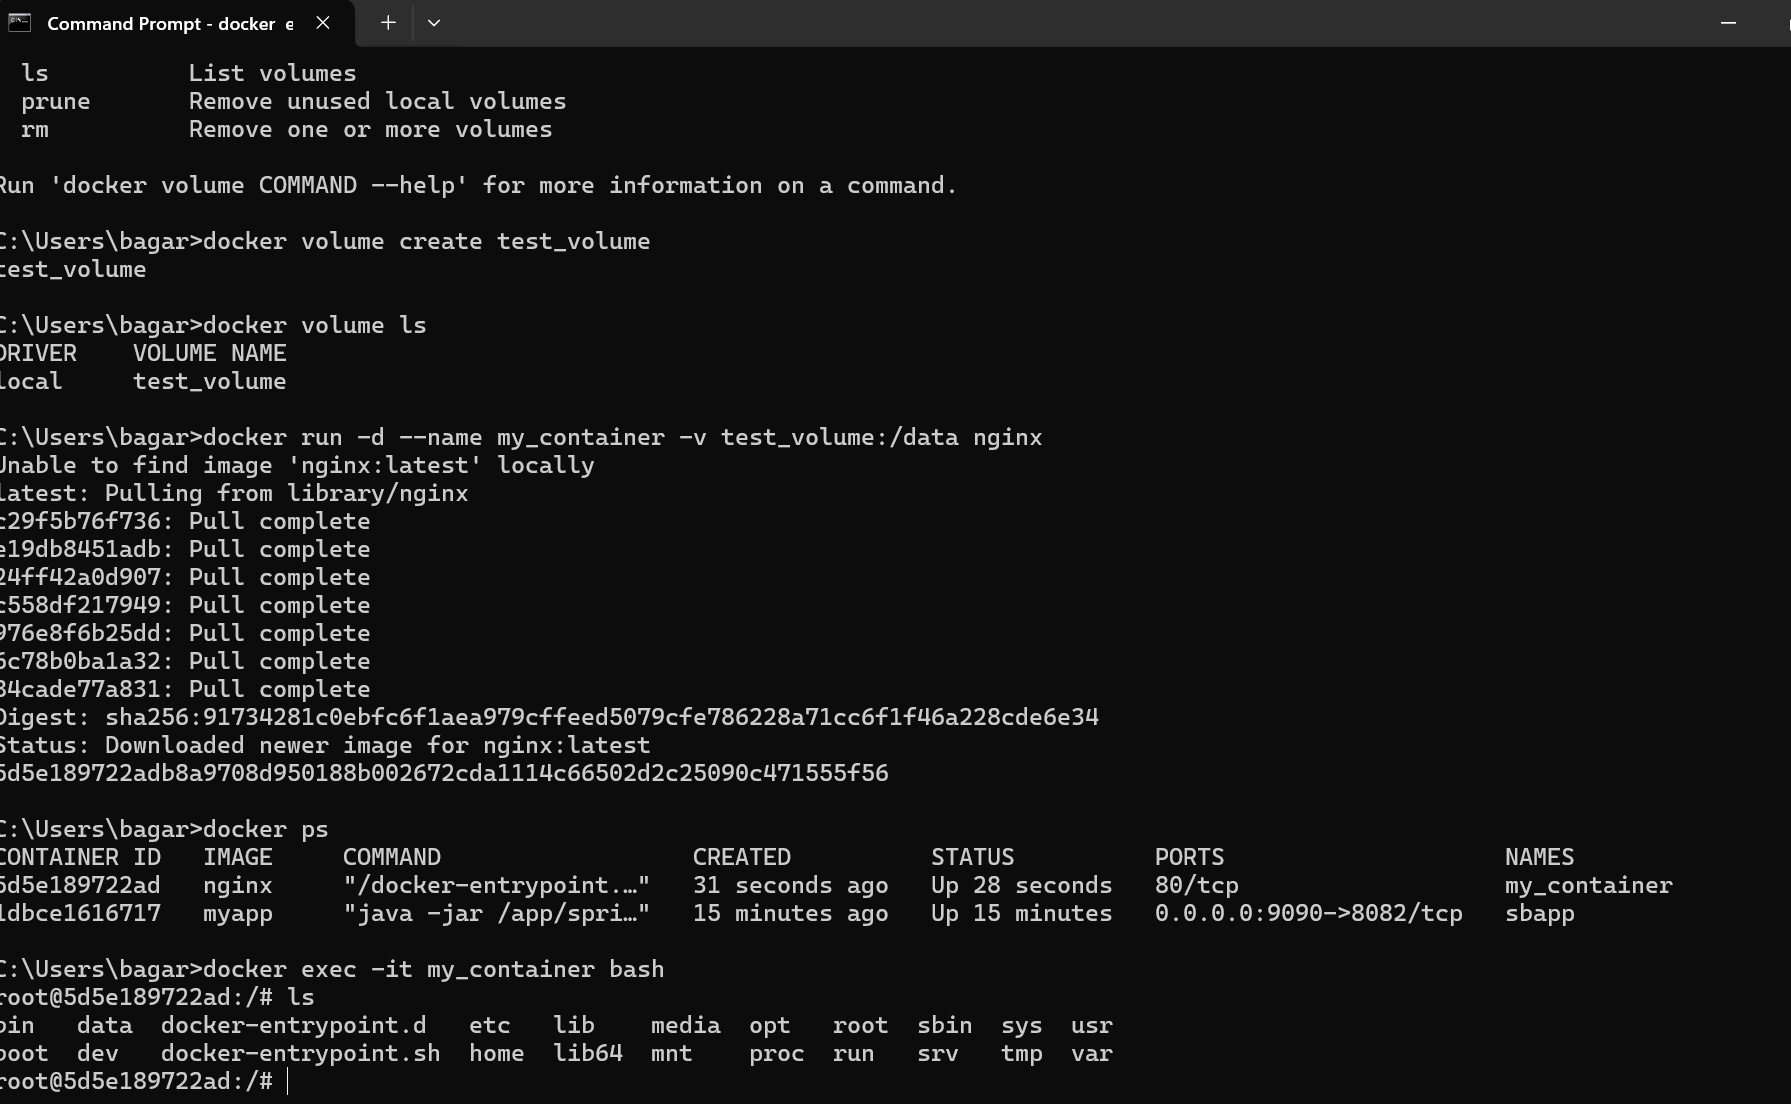 Command Prompt - docker e
ls          List volumes
prune       Remove unused local volumes
rm          Remove one or more volumes
Run 'docker volume COMMAND --help' for more information on a command.
C:\Users\bagar>docker volume create test_volume
test_volume
C:\Users\bagar>docker volume ls
DRIVER    VOLUME NAME
local     test_volume
C:\Users\bagar>docker run -d --name my_container -v test_volume:/data nginx
Unable to find image 'nginx:latest' locally
latest: Pulling from library/nginx
c29f5b76f736: Pull complete
e19db8451adb: Pull complete
24ff42a0d907: Pull complete
c558df217949: Pull complete
976e8f6b25dd: Pull complete
6c78b0ba1a32: Pull complete
84cade77a831: Pull complete
Digest: sha256:91734281c0ebfc6f1aea979cffeed5079cfe786228a71cc6f1f46a228cde6e34
Status: Downloaded newer image for nginx:latest
5d5e189722adb8a9708d950188b002672cda1114c66502d2c25090c471555f56
C:\Users\bagar>docker ps
CONTAINER ID   IMAGE     COMMAND                  CREATED          STATUS          PORTS                    NAMES
5d5e189722ad   nginx     "/docker-entrypoint.…"   31 seconds ago   Up 28 seconds   80/tcp                   my_container
1dbce1616717   myapp     "java -jar /app/spri…"   15 minutes ago   Up 15 minutes   0.0.0.0:9090->8082/tcp   sbapp
C:\Users\bagar>docker exec -it my_container bash
root@5d5e189722ad:/# ls
bin   data  docker-entrypoint.d   etc   lib    media  opt   root  sbin  sys  usr
boot  dev   docker-entrypoint.sh  home  lib64  mnt    proc  run   srv   tmp  var
root@5d5e189722ad:/#